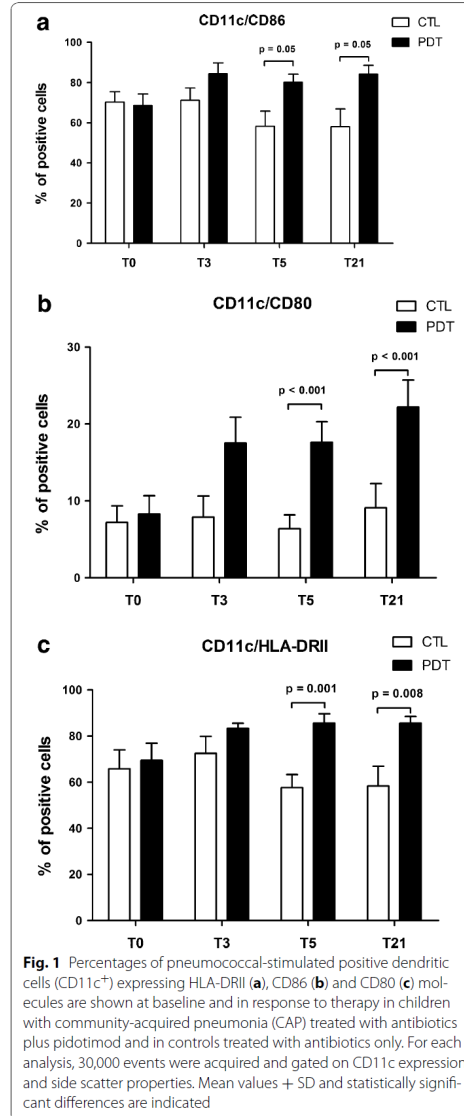 a
CD11c/CD86
CTL
PDT
% of positive cells
100
80
60
40
20
0
p = 0.05
p = 0.05
T0 T3 T5 T21
b
CD11c/CD80
CTL
PDT
% of positive cells
30
20
10
0
p < 0.001
p < 0.001
T0 T3 T5 T21
c
CD11c/HLA-DRII
CTL
PDT
% of positive cells
100
80
60
40
20
0
p = 0.001
p = 0.008
T0 T3 T5 T21
Fig. 1 Percentages of pneumococcal-stimulated positive dendritic
cells (CD11c+) expressing HLA-DRII (a), CD86 (b) and CD80 (c) mol-
ecules are shown at baseline and in response to therapy in children
with community-acquired pneumonia (CAP) treated with antibiotics
plus pidotimod and in controls treated with antibiotics only. For each
analysis, 30,000 events were acquired and gated on CD11c expression
and side scatter properties. Mean values + SD and statistically signifi-
cant differences are indicated